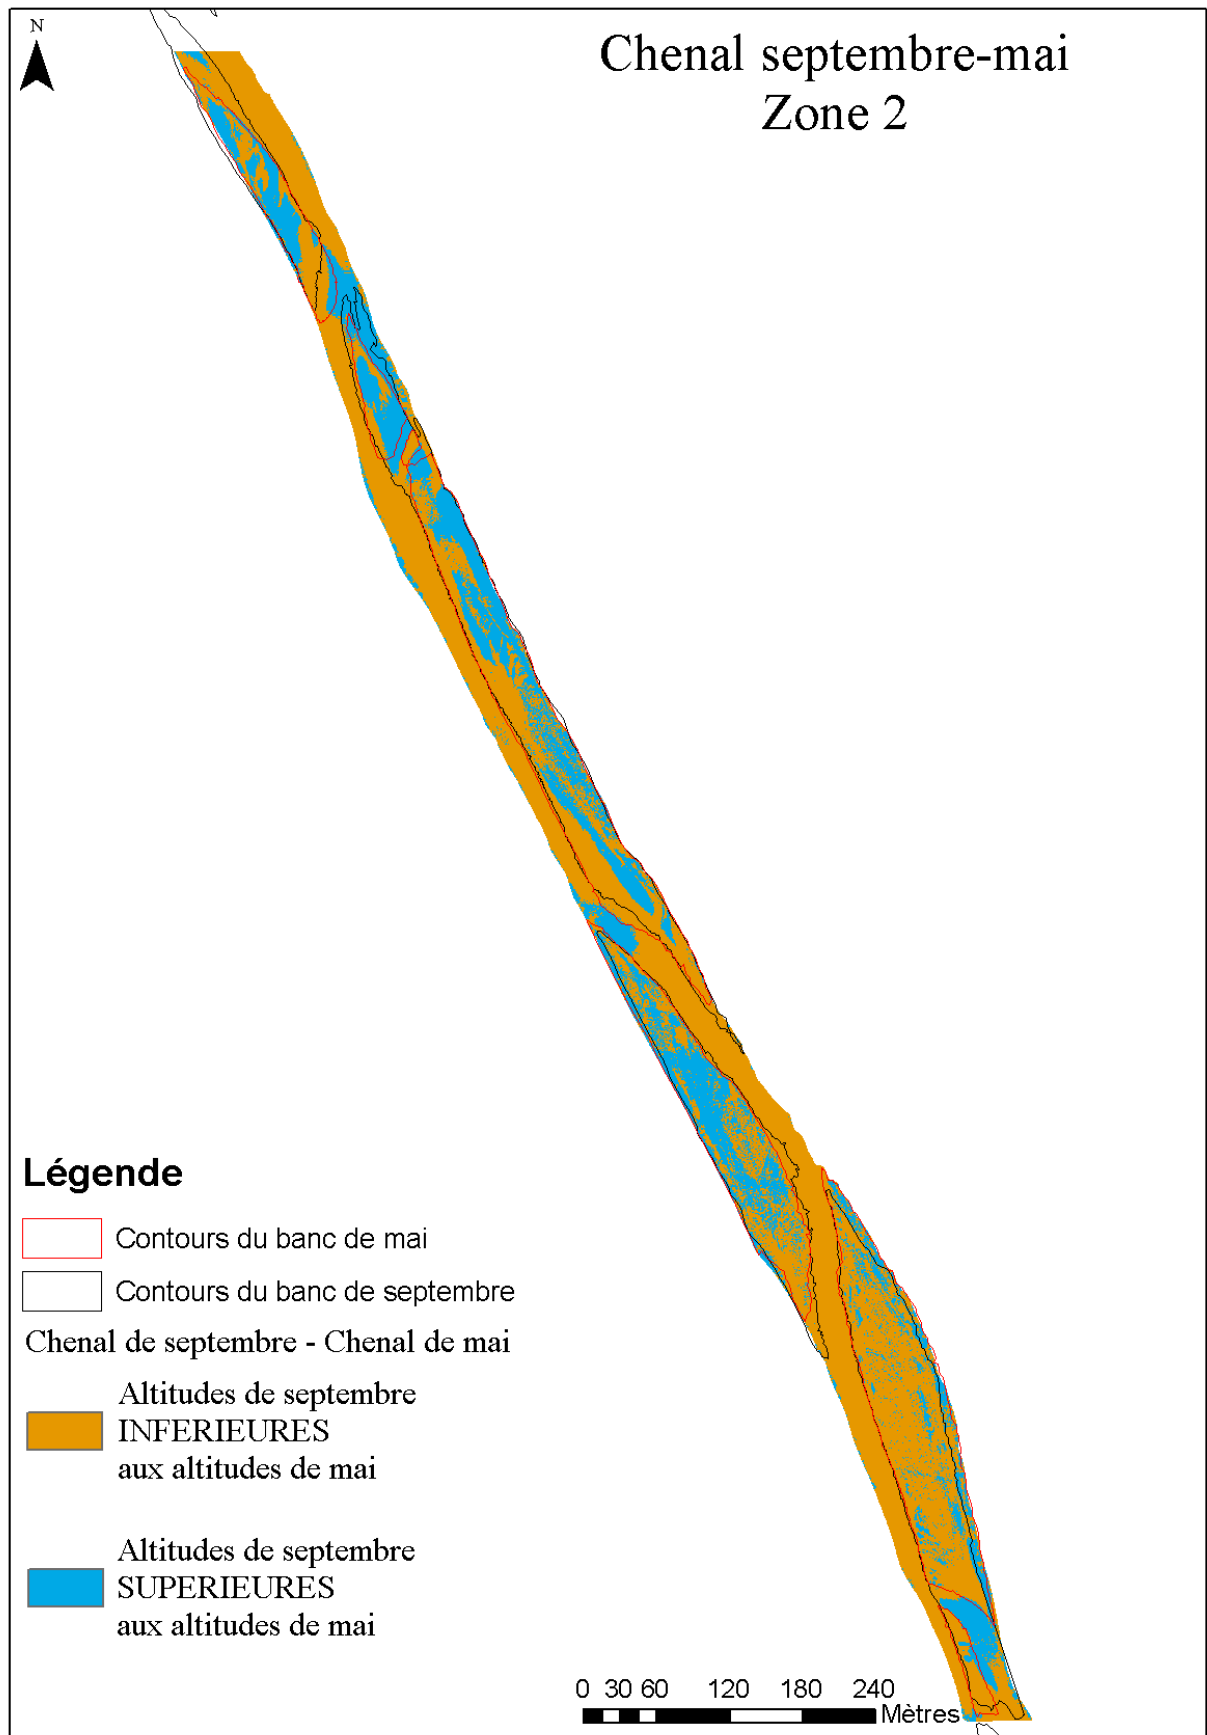 N
Chenal septembre-mai
Zone 2
Légende
Contours du banc de mai
Contours du banc de septembre
Chenal de septembre - Chenal de mai
Altitudes de septembre
INFERIEURES
aux altitudes de mai
Altitudes de septembre
SUPERIEURES
aux altitudes de mai
0 30 60 120 180 240
Mètres